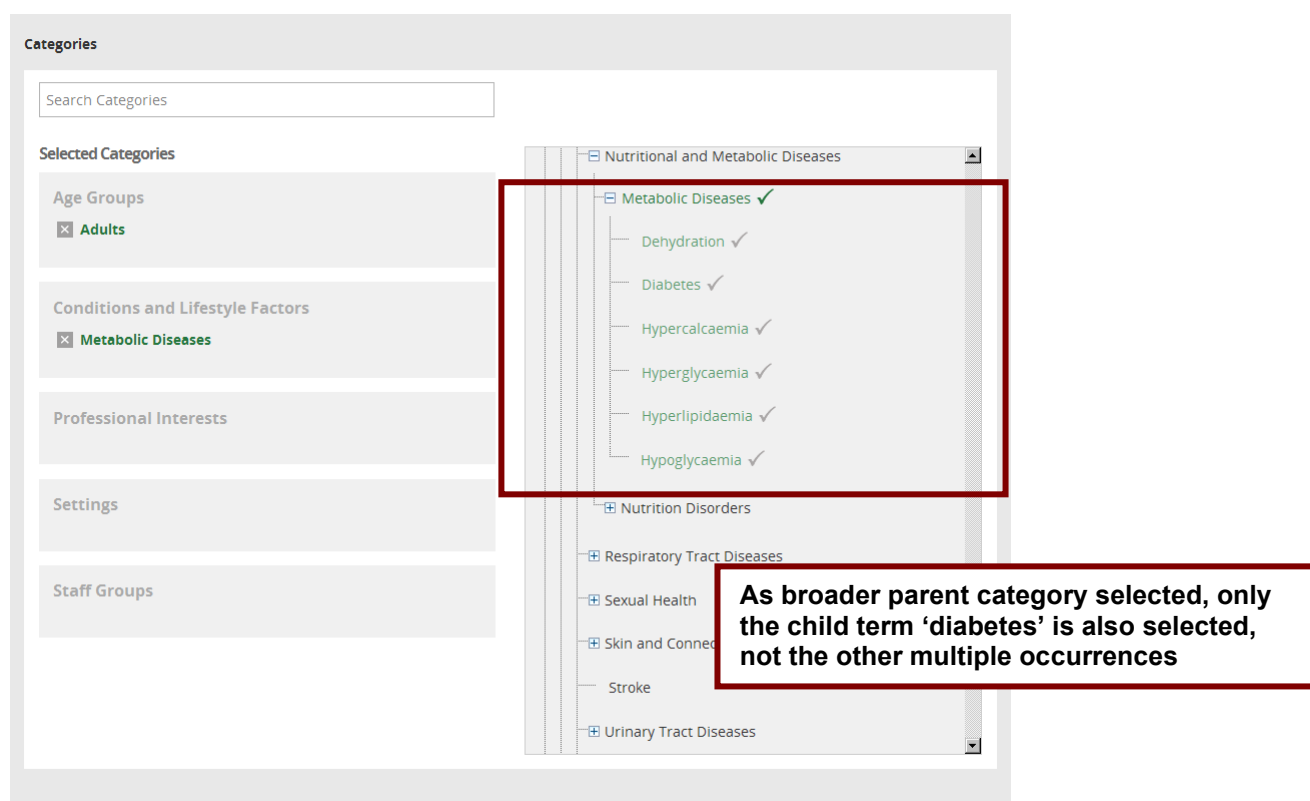 Categories
Search Categories
Selected Categories
Age Groups
Adults
Conditions and Lifestyle Factors
Metabolic Diseases
Professional Interests
Settings
Staff Groups
Nutritional and Metabolic Diseases
Metabolic Diseases
Dehydration
Diabetes
Hypercalcaemia
Hyperglycaemia
Hyperlipidaemia
Hypoglycaemia
Nutrition Disorders
Respiratory Tract Diseases
Sexual Health
Skin and Connec
Stroke
Urinary Tract Diseases
As broader parent category selected, only
the child term ‘diabetes’ is also selected,
not the other multiple occurrences